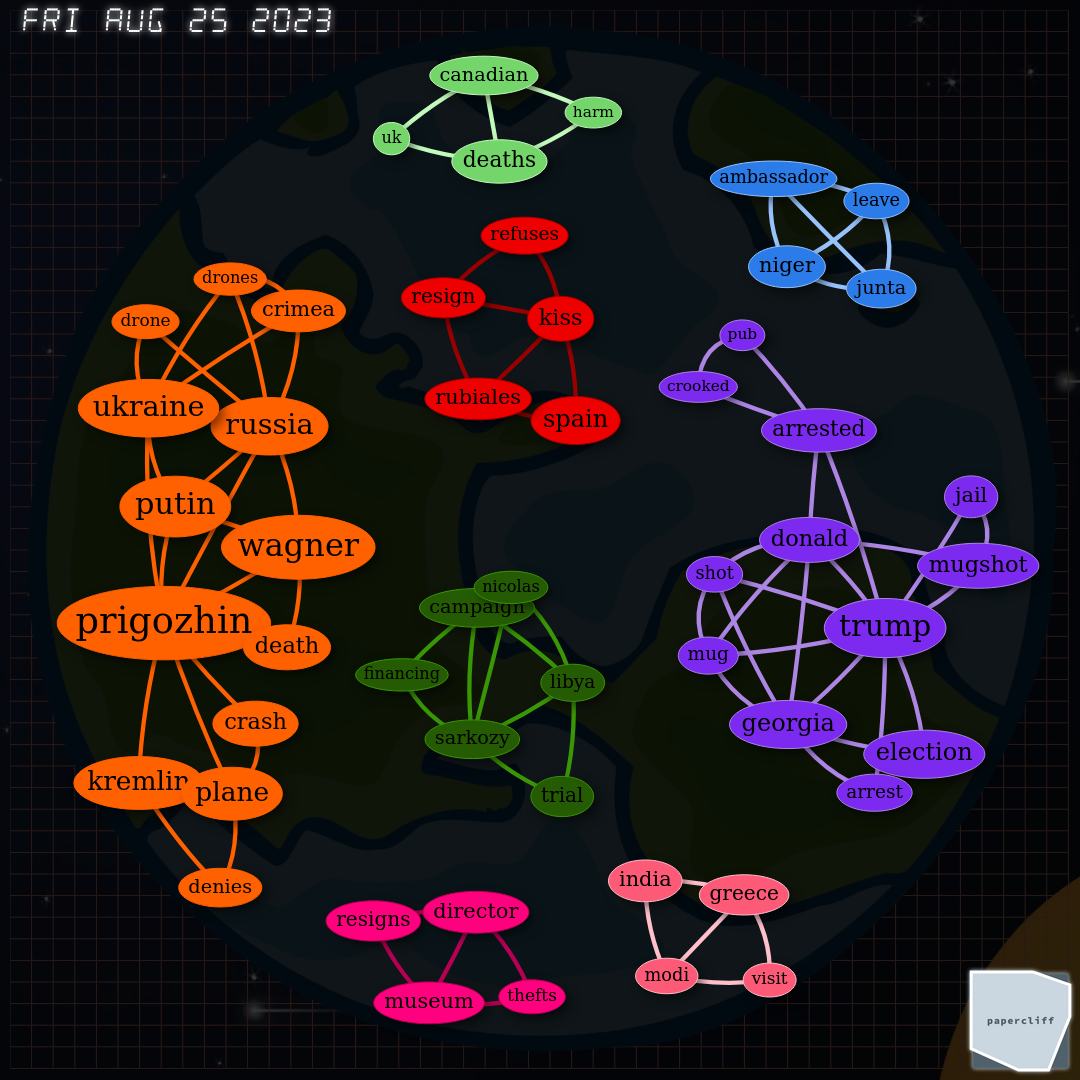 FRI AUG 25 2023
canadian
harm
uk
deaths
ambassador
leave
niger
junta
refuses
resign
kiss
rubiales
spain
drones
crimea
drone
ukraine
russia
putin
wagner
prigozhin
death
crash
kremlin
plane
denies
pub
crooked
arrested
jail
donald
mugshot
shot
trump
mug
georgia
election
arrest
nicolas
campaign
financing
libya
sarkozy
trial
india
greece
modi
visit
resigns
director
museum
thefts
papercliff